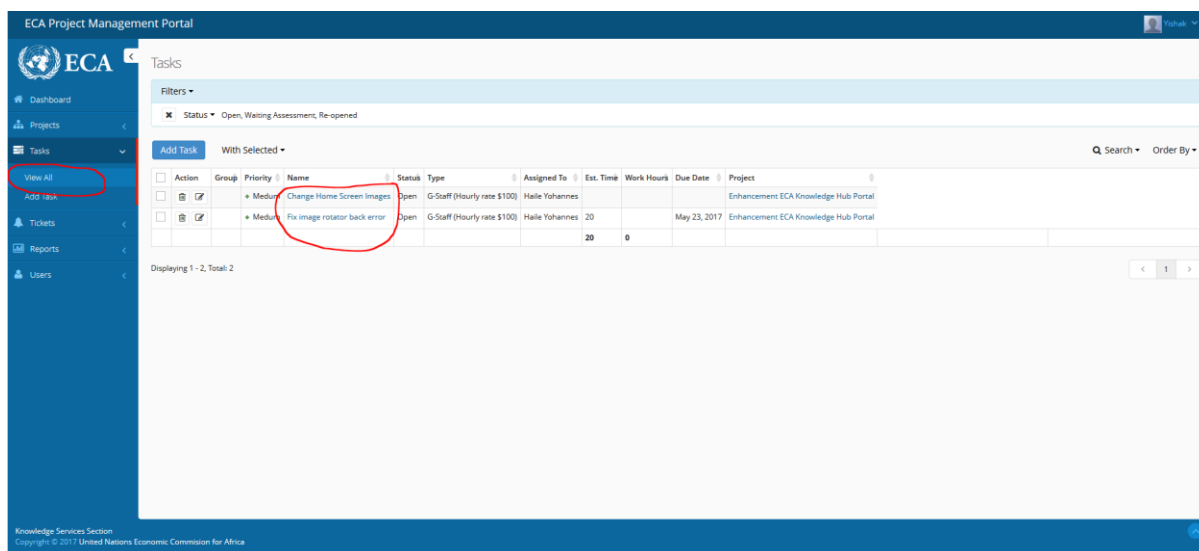 ECA Project Management Portal
Yishak
ECA
Tasks
Filters
Dashboard
Status Open, Waiting Assessment, Re-opened
Projects
Tasks
Add Task With Selected Search Order By
View All
Action Group Priority Name Status Type Assigned To Est. Time Work Hours Due Date Project
Add Task
Medium Change Home Screen Images Open G-Staff (Hourly rate $100) Haile Yohannes Enhancement ECA Knowledge Hub Portal
Medium Fix image rotator back error Open G-Staff (Hourly rate $100) Haile Yohannes 20 May 23, 2017 Enhancement ECA Knowledge Hub Portal
Tickets
20 0
Reports
Displaying 1 - 2, Total: 2 1
Users
Knowledge Services Section
Copyright © 2017 United Nations Economic Commision for Africa